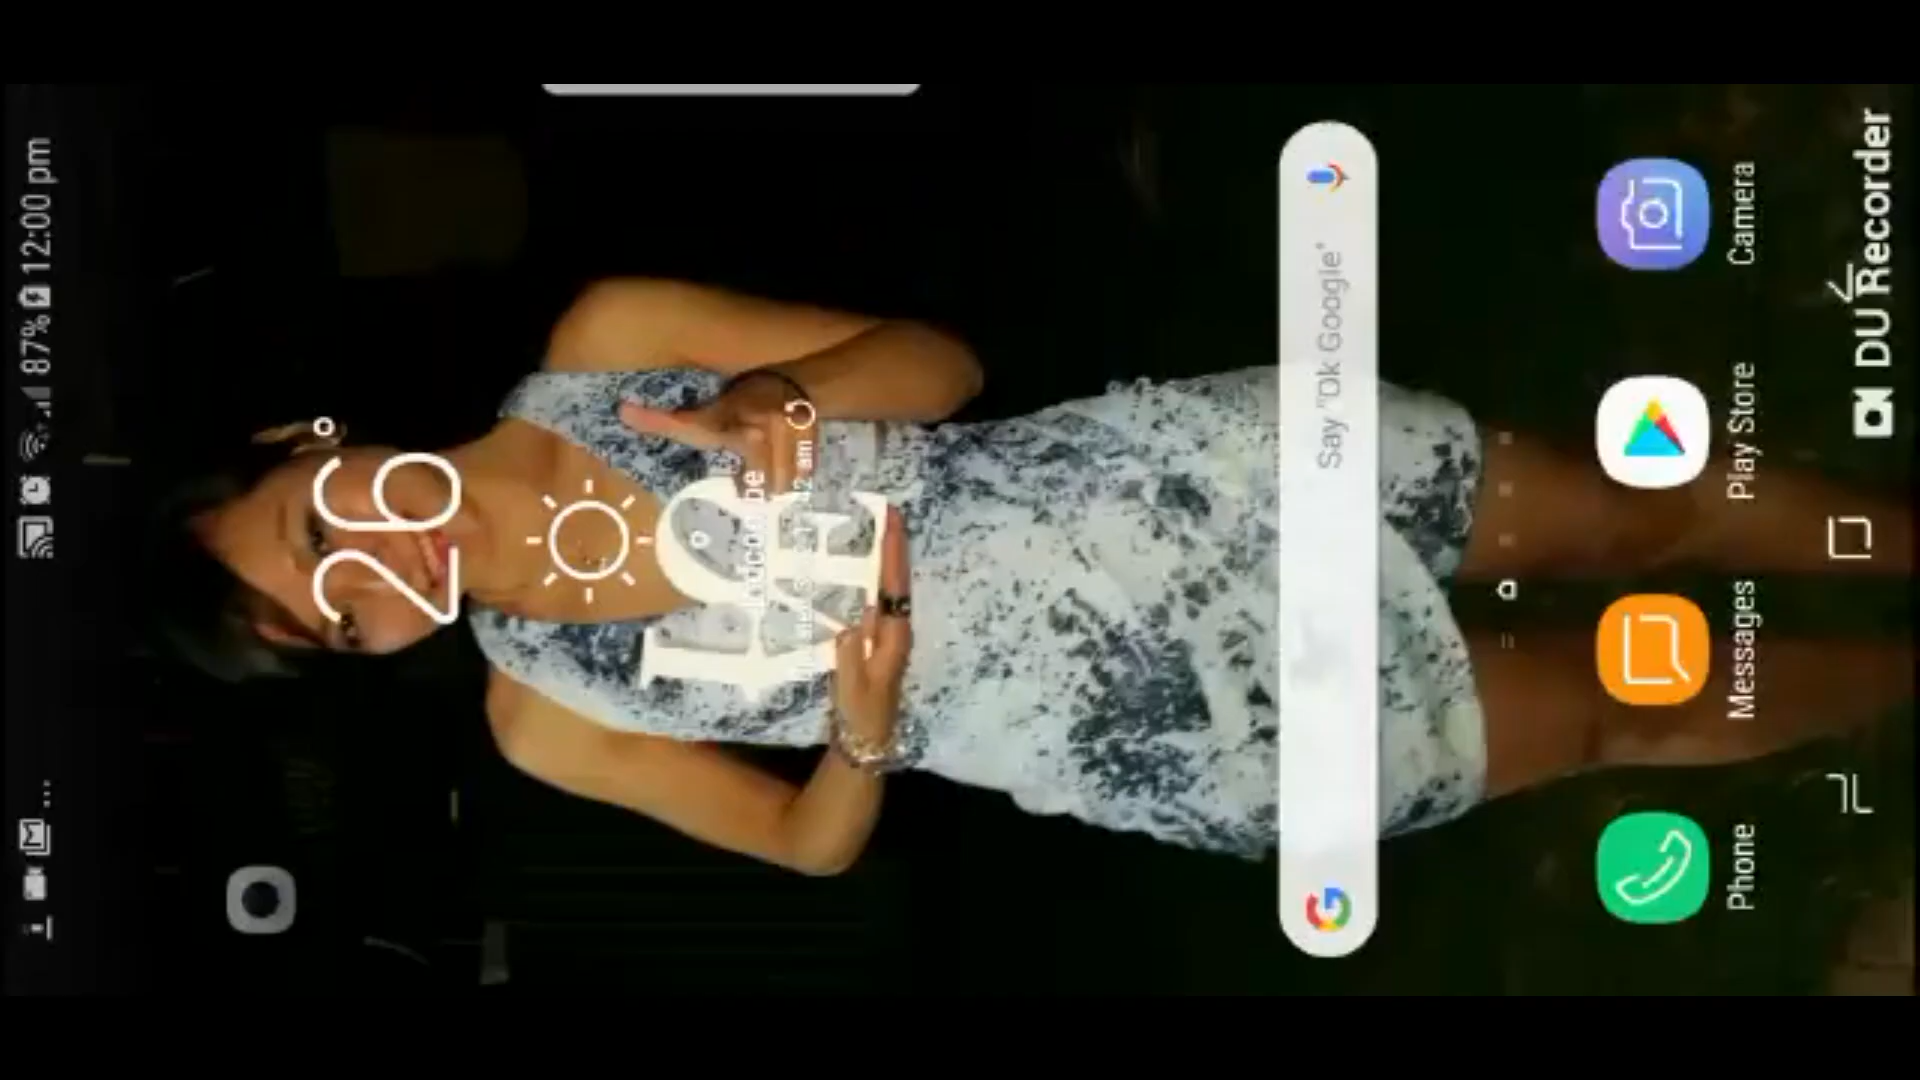 87% 12:00 pm
26°
Say "Ok Google"
Phone
Messages
Play Store
Camera
DU Recorder